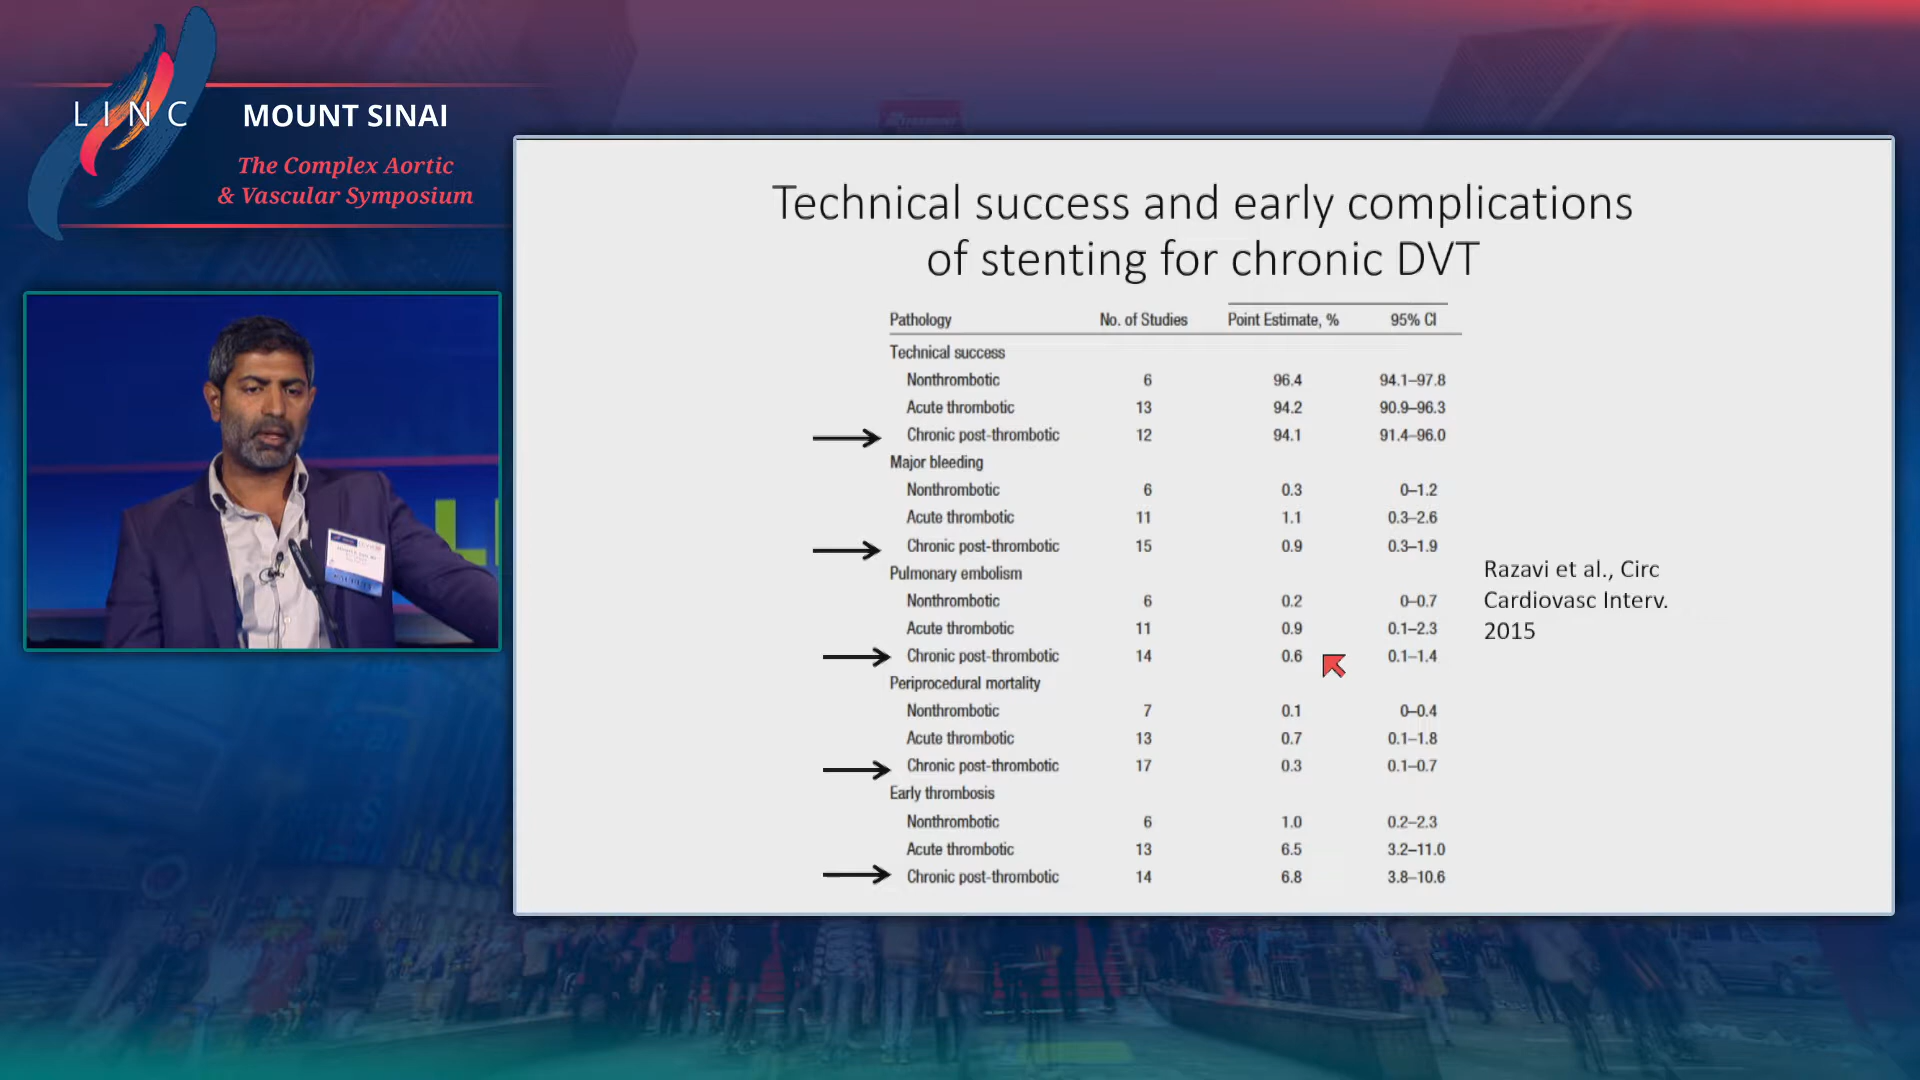 LINC
MOUNT SINAI
The Complex Aortic
& Vascular Symposium
Technical success and early complications
of stenting for chronic DVT
Pathology No. of Studies Point Estimate, % 95% CI
Technical success
Nonthrombotic 6 96.4 94.1–97.8
Acute thrombotic 13 94.2 90.9–96.3
Chronic post-thrombotic 12 94.1 91.4–96.0
Major bleeding
Nonthrombotic 6 0.3 0–1.2
Acute thrombotic 11 1.1 0.3–2.6
Chronic post-thrombotic 15 0.9 0.3–1.9
Pulmonary embolism
Nonthrombotic 6 0.2 0–0.7
Acute thrombotic 11 0.9 0.1–2.3
Chronic post-thrombotic 14 0.6 0.1–1.4
Periprocedural mortality
Nonthrombotic 7 0.1 0–0.4
Acute thrombotic 13 0.7 0.1–1.8
Chronic post-thrombotic 17 0.3 0.1–0.7
Early thrombosis
Nonthrombotic 6 1.0 0.2–2.3
Acute thrombotic 13 6.5 3.2–11.0
Chronic post-thrombotic 14 6.8 3.8–10.6
Razavi et al., Circ
Cardiovasc Interv.
2015